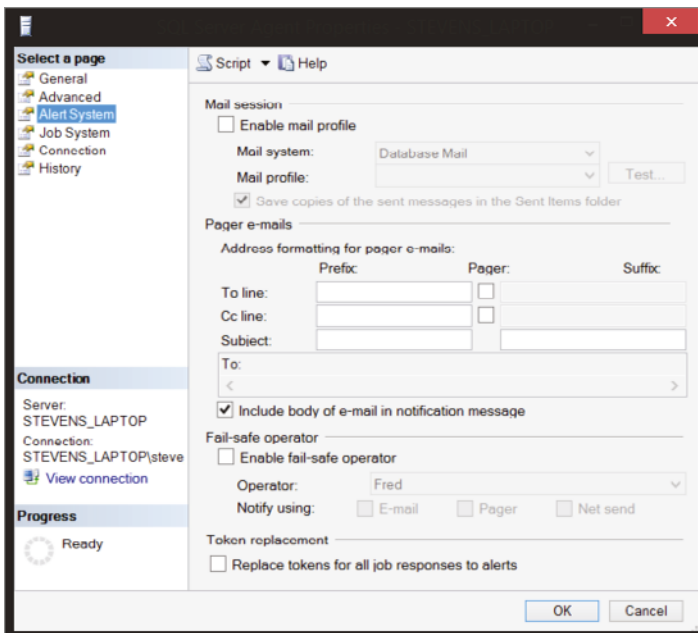 SQL Server Agent Properties - STEVENS_LAPTOP
Select a page
General
Advanced
Alert System
Job System
Connection
History
Script Help
Mail session
Enable mail profile
Mail system: Database Mail
Mail profile: Test...
Save copies of the sent messages in the Sent Items folder
Pager e-mails
Address formatting for pager e-mails:
Prefix: Pager: Suffix:
To line:
Cc line:
Subject:
To:
Include body of e-mail in notification message
Fail-safe operator
Enable fail-safe operator
Operator: Fred
Notify using: E-mail Pager Net send
Token replacement
Replace tokens for all job responses to alerts
Connection
Server:
STEVENS_LAPTOP
Connection:
STEVENS_LAPTOP\steve
View connection
Progress
Ready
OK Cancel